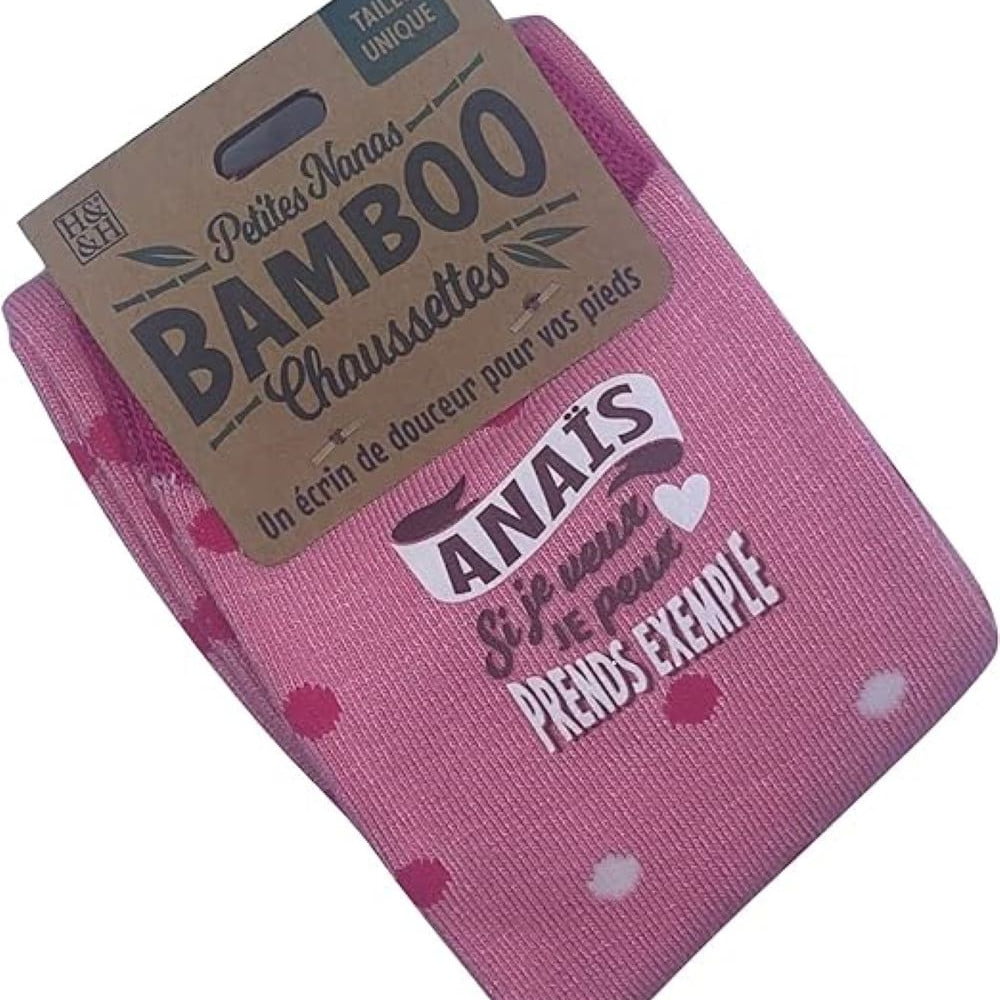 TAILLE
UNIQUE
H&
&H
Petites Nanas
BAMBOO
Chaussettes
Un écrin de douceur pour vos pieds
ANAÏS
Si je veux
JE peux
PRENDS EXEMPLE